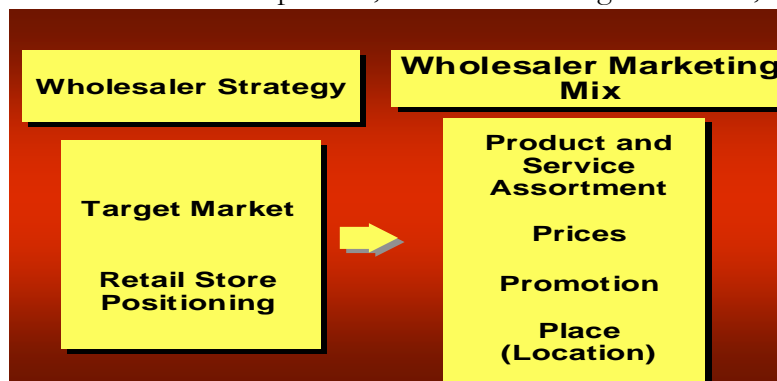 Wholesaler Strategy
Wholesaler Marketing
Mix
Target Market
Retail Store
Positioning
Product and
Service
Assortment
Prices
Promotion
Place
(Location)